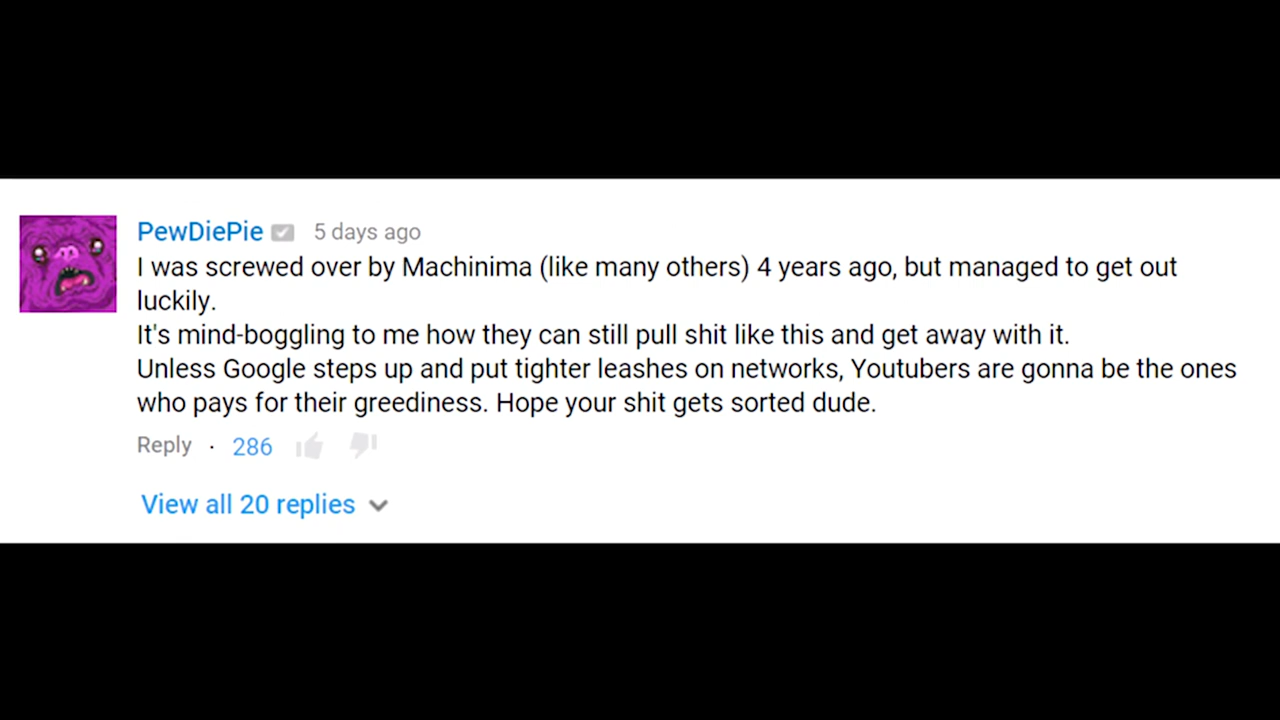 PewDiePie 5 days ago
I was screwed over by Machinima (like many others) 4 years ago, but managed to get out
luckily.
It's mind-boggling to me how they can still pull shit like this and get away with it.
Unless Google steps up and put tighter leashes on networks, Youtubers are gonna be the ones
who pays for their greediness. Hope your shit gets sorted dude.
Reply · 286
View all 20 replies